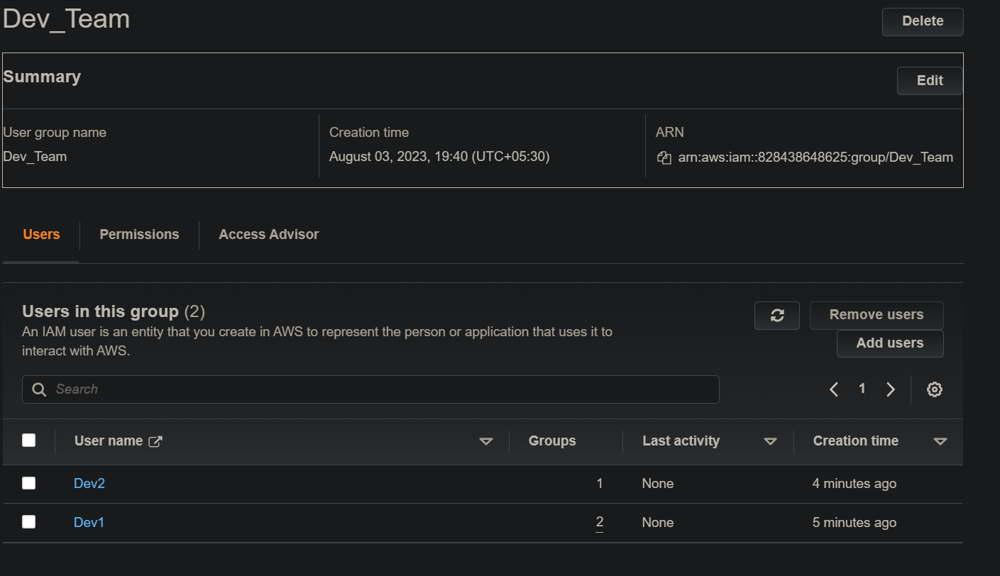 Dev_Team
Delete
Summary
Edit
User group name
Dev_Team
Creation time
August 03, 2023, 19:40 (UTC+05:30)
ARN
arn:aws:iam::828438648625:group/Dev_Team
Users
Permissions
Access Advisor
Users in this group (2)
An IAM user is an entity that you create in AWS to represent the person or application that uses it to
interact with AWS.
Remove users
Add users
Search
1
User name
Groups
Last activity
Creation time
Dev2 1 None 4 minutes ago
Dev1 2 None 5 minutes ago